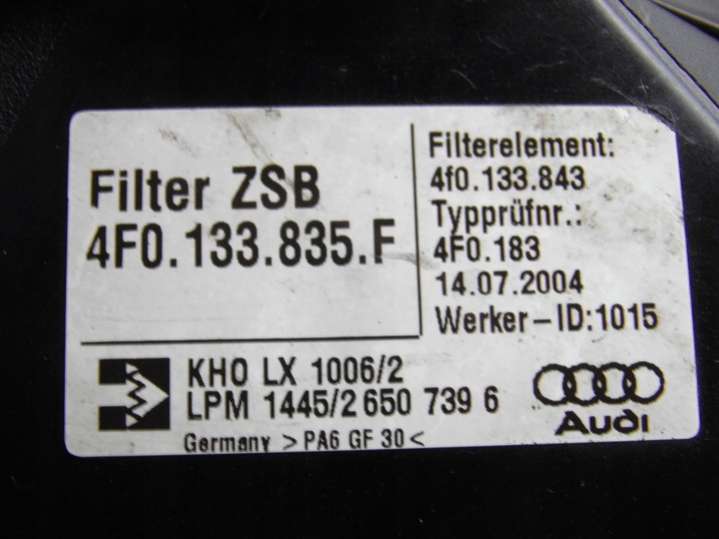 Filter ZSB
4F0.133.835.F
Filterelement:
4f0.133.843
Typprüfnr.:
4F0.183
14.07.2004
Werker-ID:1015
KHO LX 1006/2
LPM 1445/2 650 739 6
Germany >PA6 GF 30<
Audi